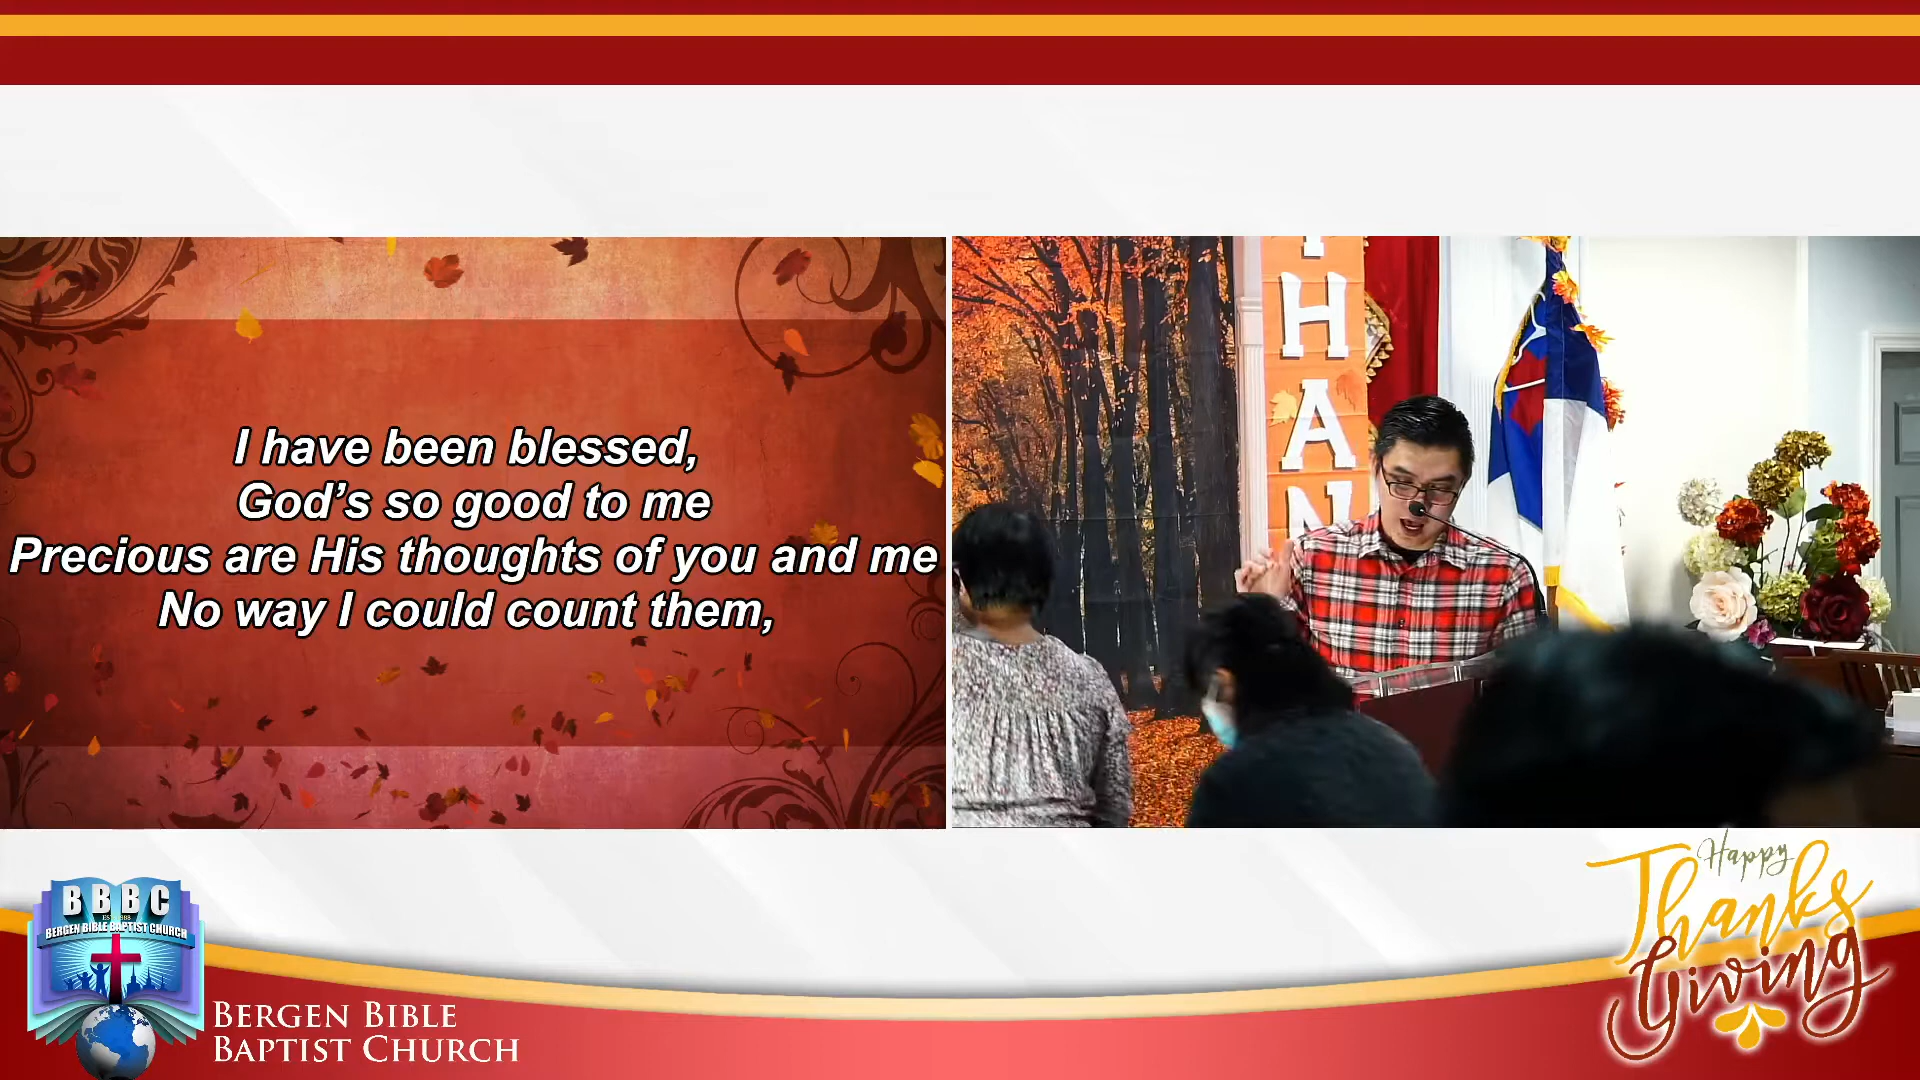 I have been blessed,
God's so good to me
Precious are His thoughts of you and me
No way I could count them,
T
H
A
N
B B B C
BERGEN BIBLE BAPTIST CHURCH
BERGEN BIBLE
BAPTIST CHURCH
Happy
Thanks
Giving